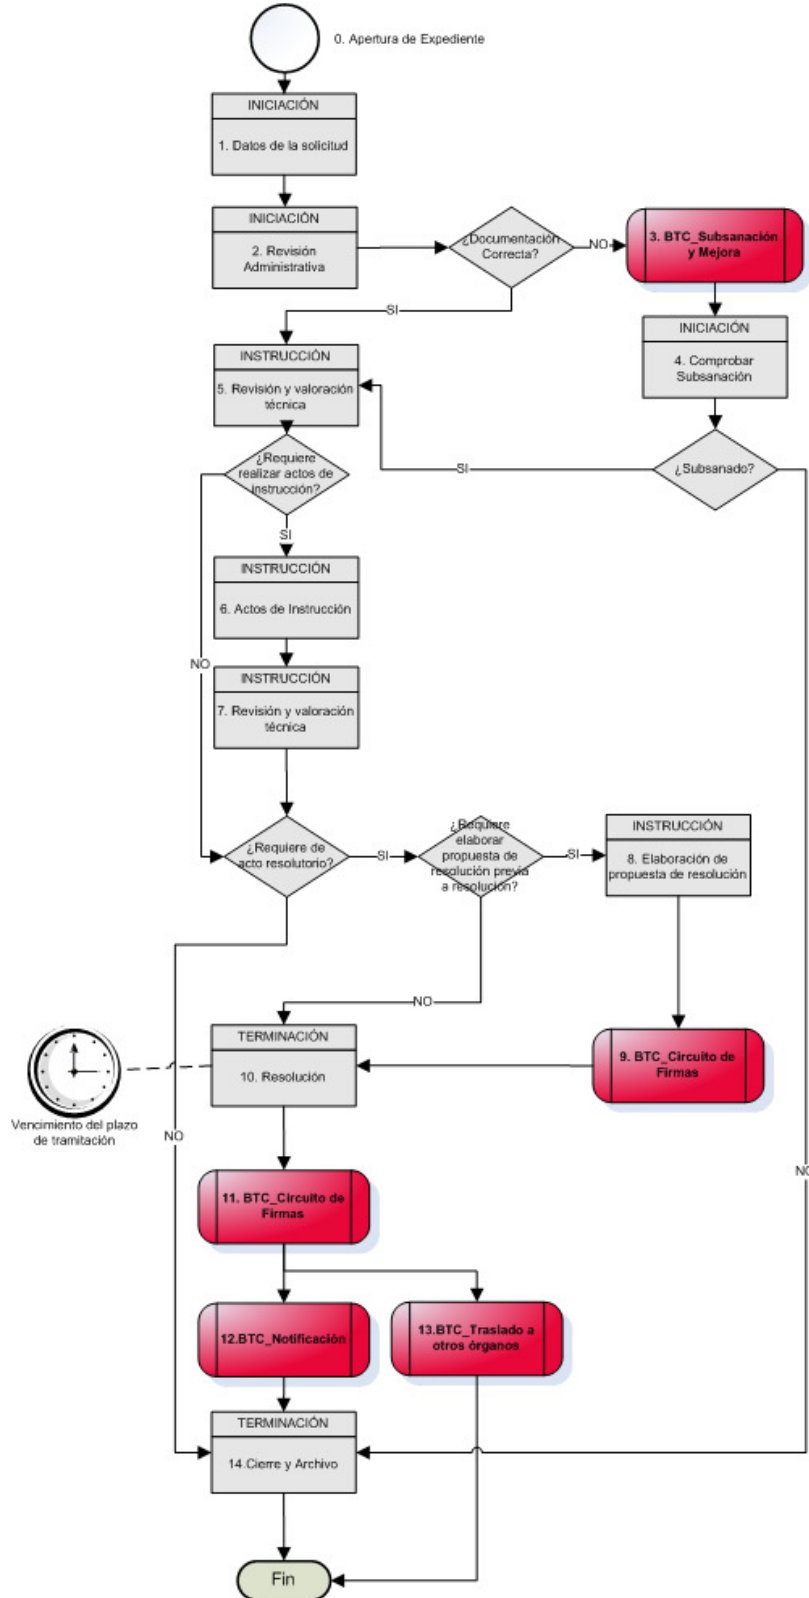 0. Apertura de Expediente
INICIACIÓN
1. Datos de la solicitud
INICIACIÓN
2. Revisión
Administrativa
¿Documentación
Correcta?
NO
3. BTC_Subsanación
y Mejora
SI
INICIACIÓN
4. Comprobar
Subsanación
INSTRUCCIÓN
5. Revisión y valoración
técnica
¿Subsanado?
SI
¿Requiere
realizar actos de
instrucción?
SI
INSTRUCCIÓN
6. Actos de Instrucción
NO
INSTRUCCIÓN
7. Revisión y valoración
técnica
¿Requiere de
acto resolutorio?
SI
¿Requiere
elaborar
propuesta de
resolución previa
a resolución?
SI
INSTRUCCIÓN
8. Elaboración de
propuesta de resolución
NO
TERMINACIÓN
10. Resolución
9. BTC_Circuito de
Firmas
Vencimiento del plazo
de tramitación
NO
NO
11. BTC_Circuito de
Firmas
12.BTC_Notificación
13.BTC_Traslado a
otros órganos
TERMINACIÓN
14.Cierre y Archivo
Fin